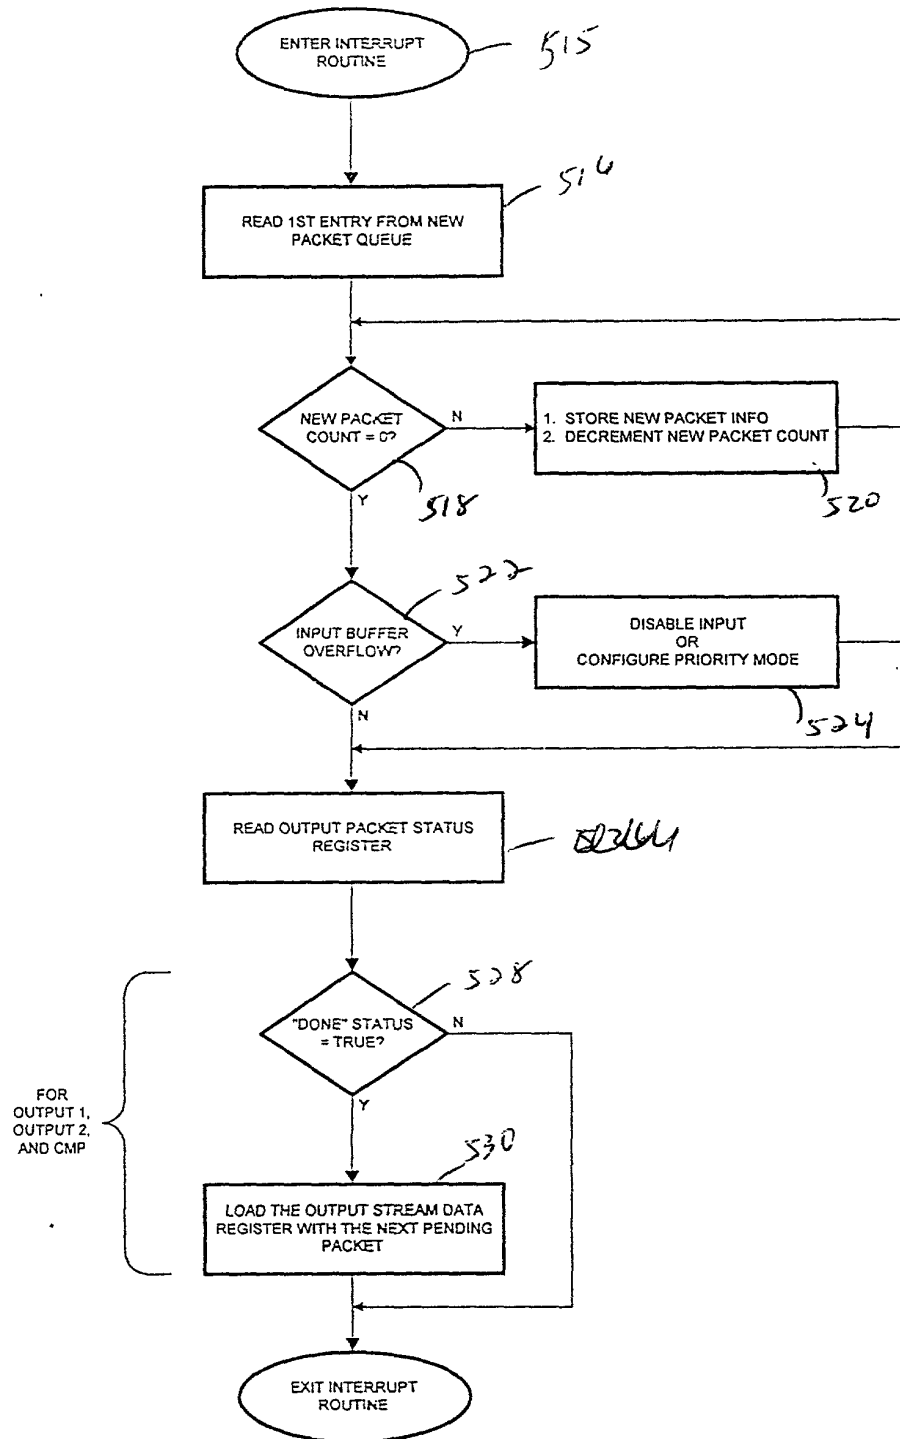 ENTER INTERRUPT
ROUTINE
515
READ 1ST ENTRY FROM NEW
PACKET QUEUE
516
NEW PACKET
COUNT = 0?
N
Y
518
1. STORE NEW PACKET INFO
2. DECREMENT NEW PACKET COUNT
520
INPUT BUFFER
OVERFLOW?
522
Y
N
DISABLE INPUT
OR
CONFIGURE PRIORITY MODE
524
READ OUTPUT PACKET STATUS
REGISTER
"DONE" STATUS
= TRUE?
528
N
Y
FOR
OUTPUT 1,
OUTPUT 2,
AND CMP
530
LOAD THE OUTPUT STREAM DATA
REGISTER WITH THE NEXT PENDING
PACKET
EXIT INTERRUPT
ROUTINE